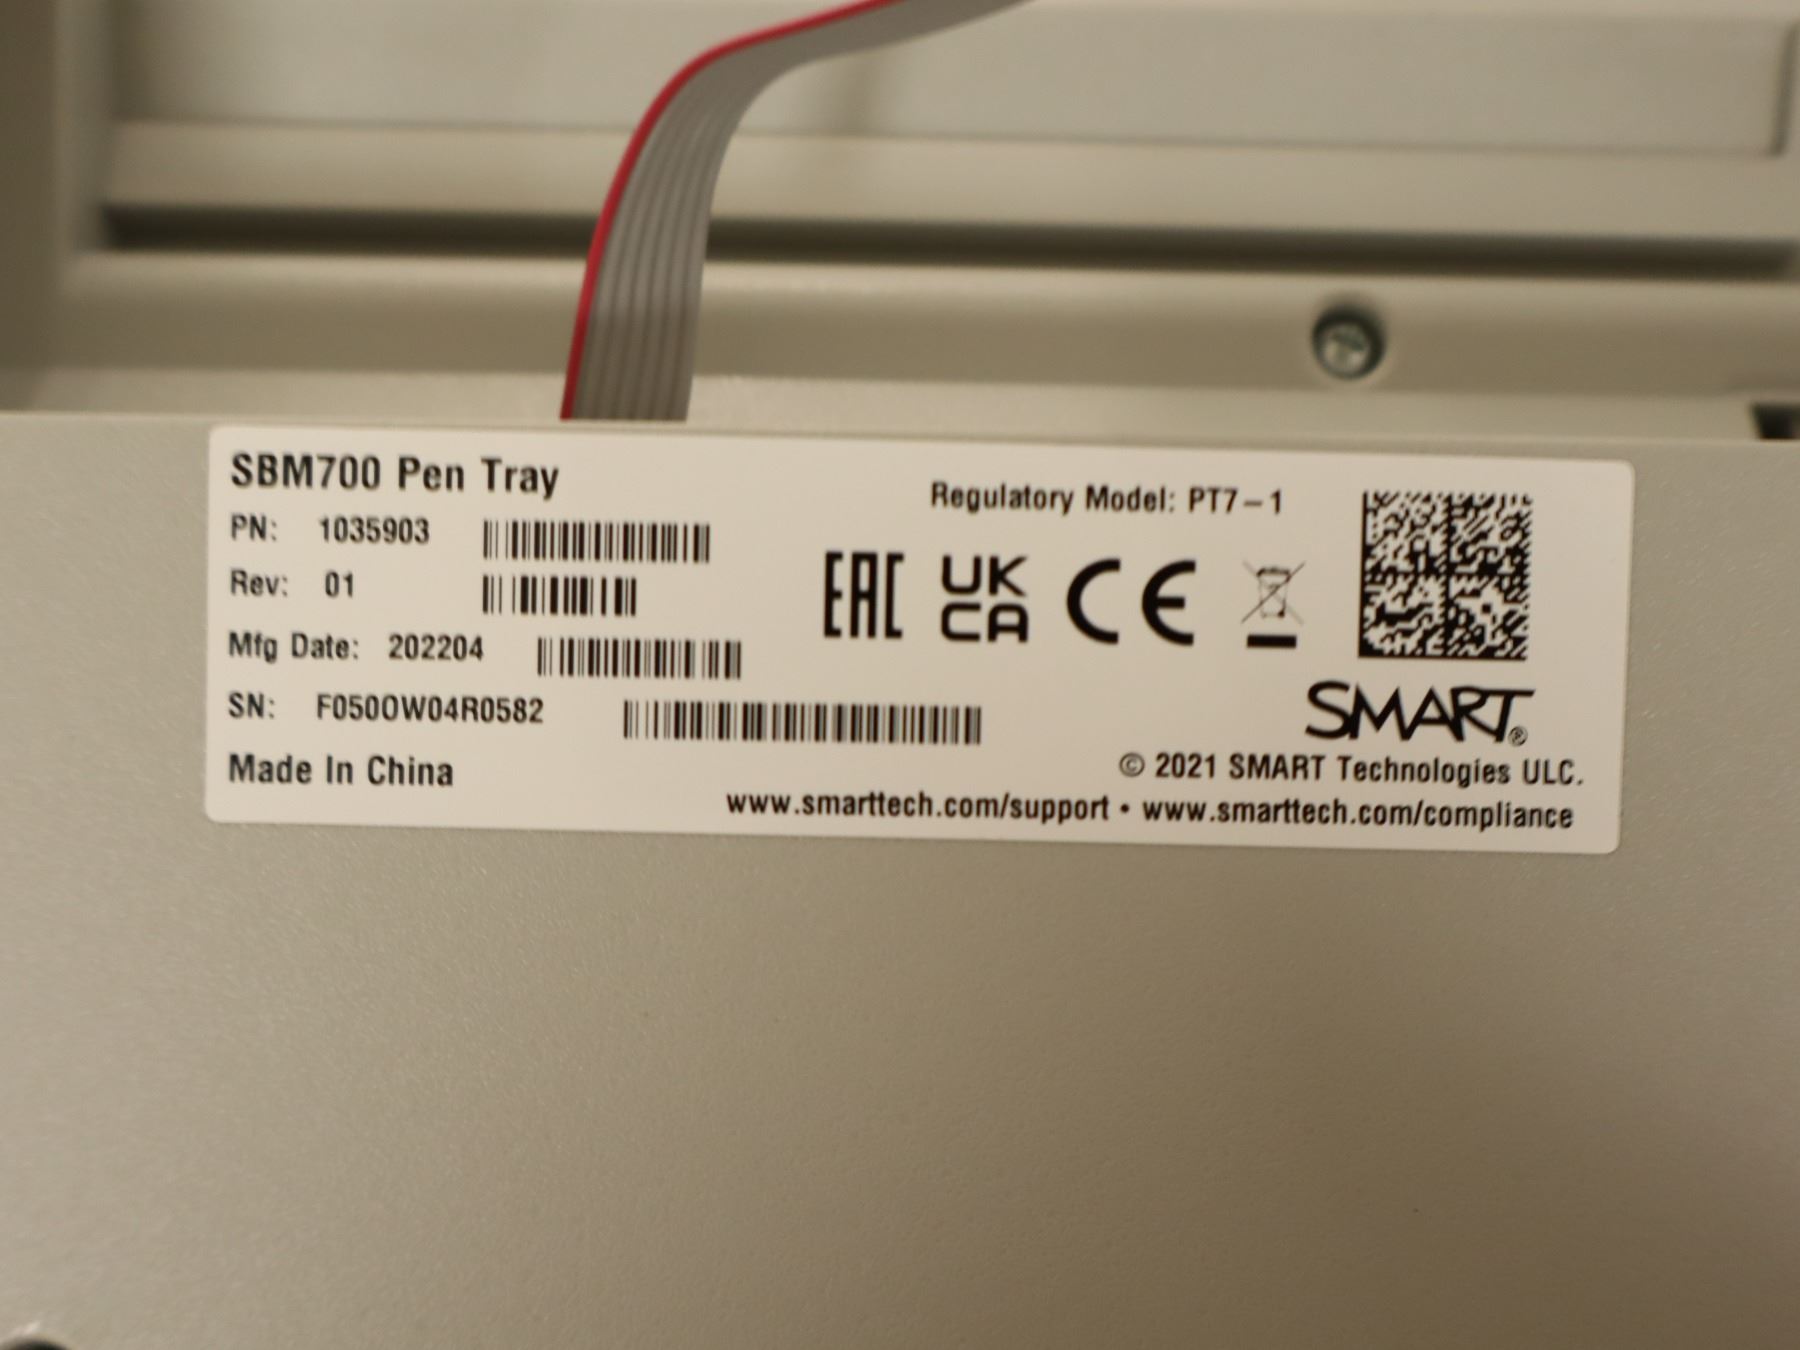 SBM700 Pen Tray
Regulatory Model: PT7-1
PN: 1035903
Rev: 01
EAC UK CA CE
Mfg Date: 202204
SN: F050OW04R0582
SMART®
Made In China
© 2021 SMART Technologies ULC.
www.smarttech.com/support • www.smarttech.com/compliance